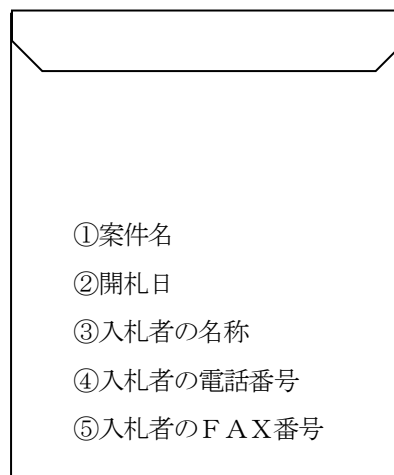 ①案件名
②開札日
③入札者の名称
④入札者の電話番号
⑤入札者のＦＡＸ番号